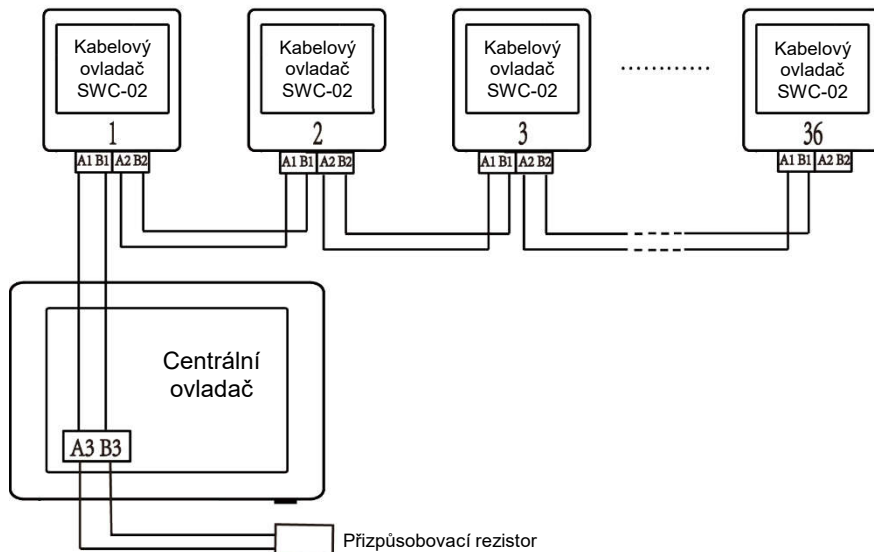 Kabelový
ovladač
SWC-02
1
A1 B1 A2 B2
Kabelový
ovladač
SWC-02
2
A1 B1 A2 B2
Kabelový
ovladač
SWC-02
3
A1 B1 A2 B2
Kabelový
ovladač
SWC-02
36
A1 B1 A2 B2
Centrální
ovladač
A3 B3
Přizpůsobovací rezistor